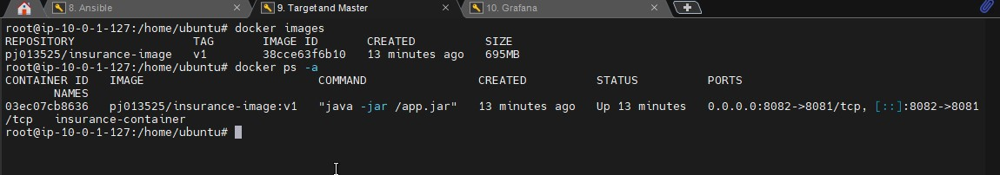 8. Ansible
9. Target and Master
10. Grafana
root@ip-10-0-1-127:/home/ubuntu# docker images
REPOSITORY                 TAG       IMAGE ID       CREATED          SIZE
pj013525/insurance-image   v1        38cce63f6b10   13 minutes ago   695MB
root@ip-10-0-1-127:/home/ubuntu# docker ps -a
CONTAINER ID   IMAGE                         COMMAND                CREATED          STATUS          PORTS
       NAMES
03ec07cb8636   pj013525/insurance-image:v1   "java -jar /app.jar"   13 minutes ago   Up 13 minutes   0.0.0.0:8082->8081/tcp, [::]:8082->8081
/tcp   insurance-container
root@ip-10-0-1-127:/home/ubuntu#